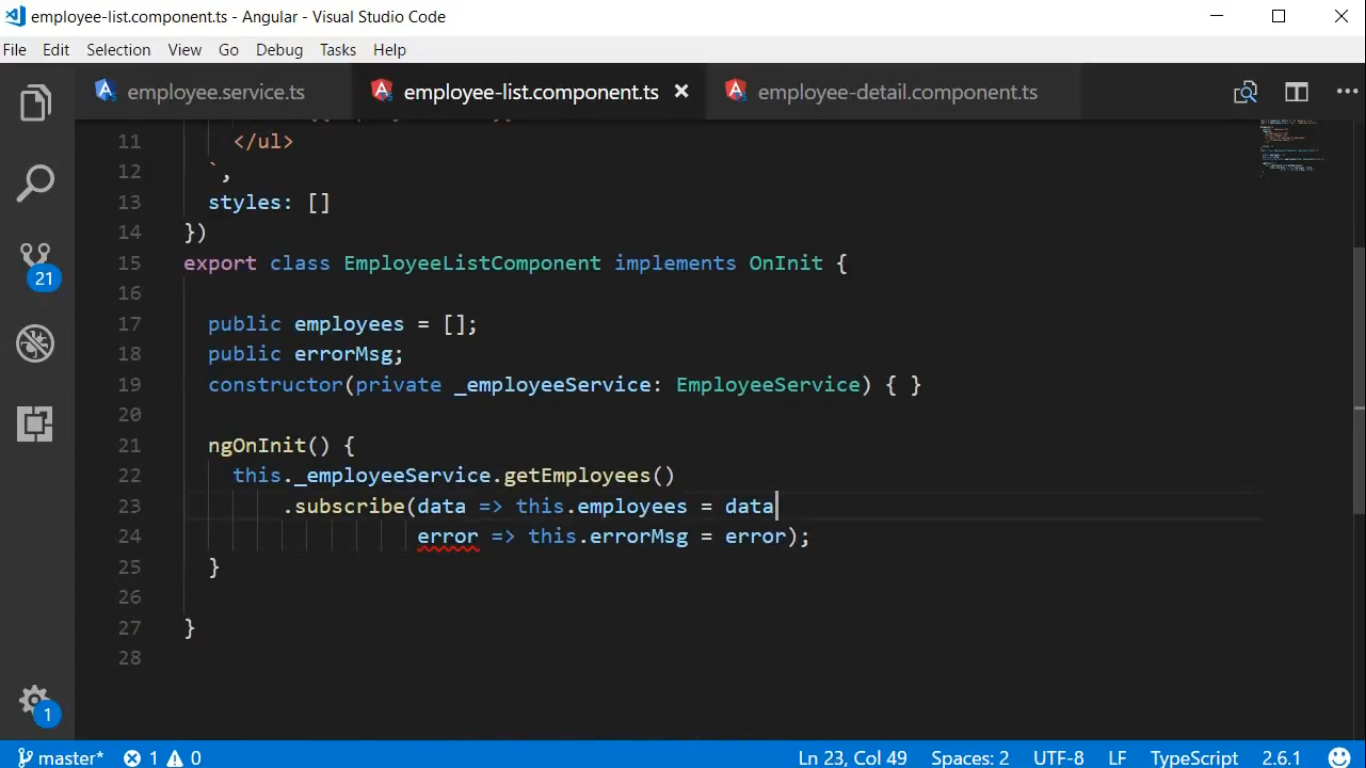 employee-list.component.ts - Angular - Visual Studio Code
File Edit Selection View Go Debug Tasks Help
employee.service.ts employee-list.component.ts × employee-detail.component.ts
11 </ul>
12 `,
13 styles: []
14 })
15 export class EmployeeListComponent implements OnInit {
16
17 public employees = [];
18 public errorMsg;
19 constructor(private _employeeService: EmployeeService) { }
20
21 ngOnInit() {
22 this._employeeService.getEmployees()
23 .subscribe(data => this.employees = data
24 error => this.errorMsg = error);
25 }
26
27 }
28
21
1
master* 1 0 Ln 23, Col 49 Spaces: 2 UTF-8 LF TypeScript 2.6.1